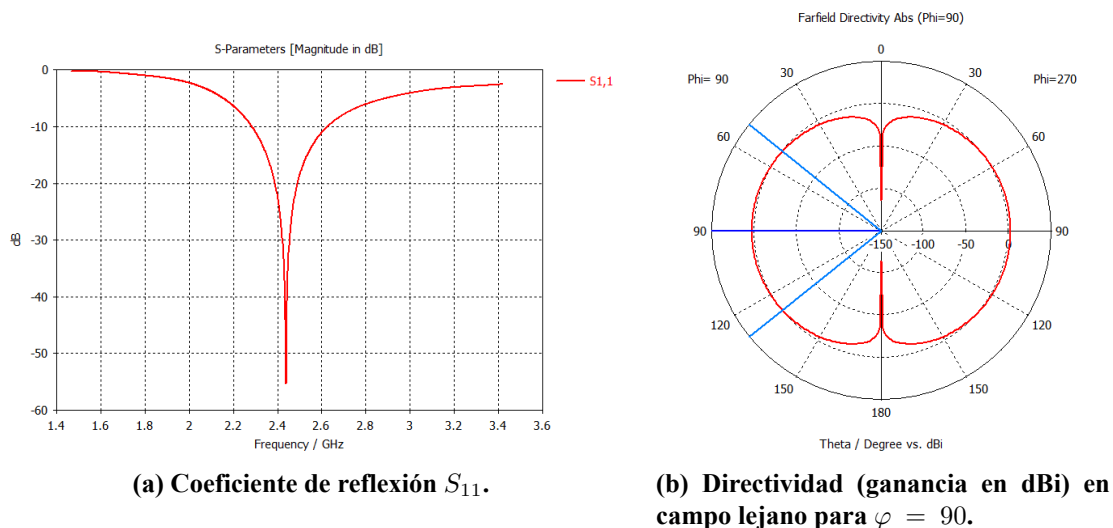 S-Parameters [Magnitude in dB]
S1,1
0
-10
-20
-30
-40
-50
-60
dB
1.4 1.6 1.8 2 2.2 2.4 2.6 2.8 3 3.2 3.4 3.6
Frequency / GHz
(a) Coeficiente de reflexión S₁₁.
Farfield Directivity Abs (Phi=90)
0
Phi= 90 30 30 Phi=270
60 60
90 -150 -100 -50 0 90
120 120
150 150
180
Theta / Degree vs. dBi
(b) Directividad (ganancia en dBi) en
campo lejano para φ = 90.